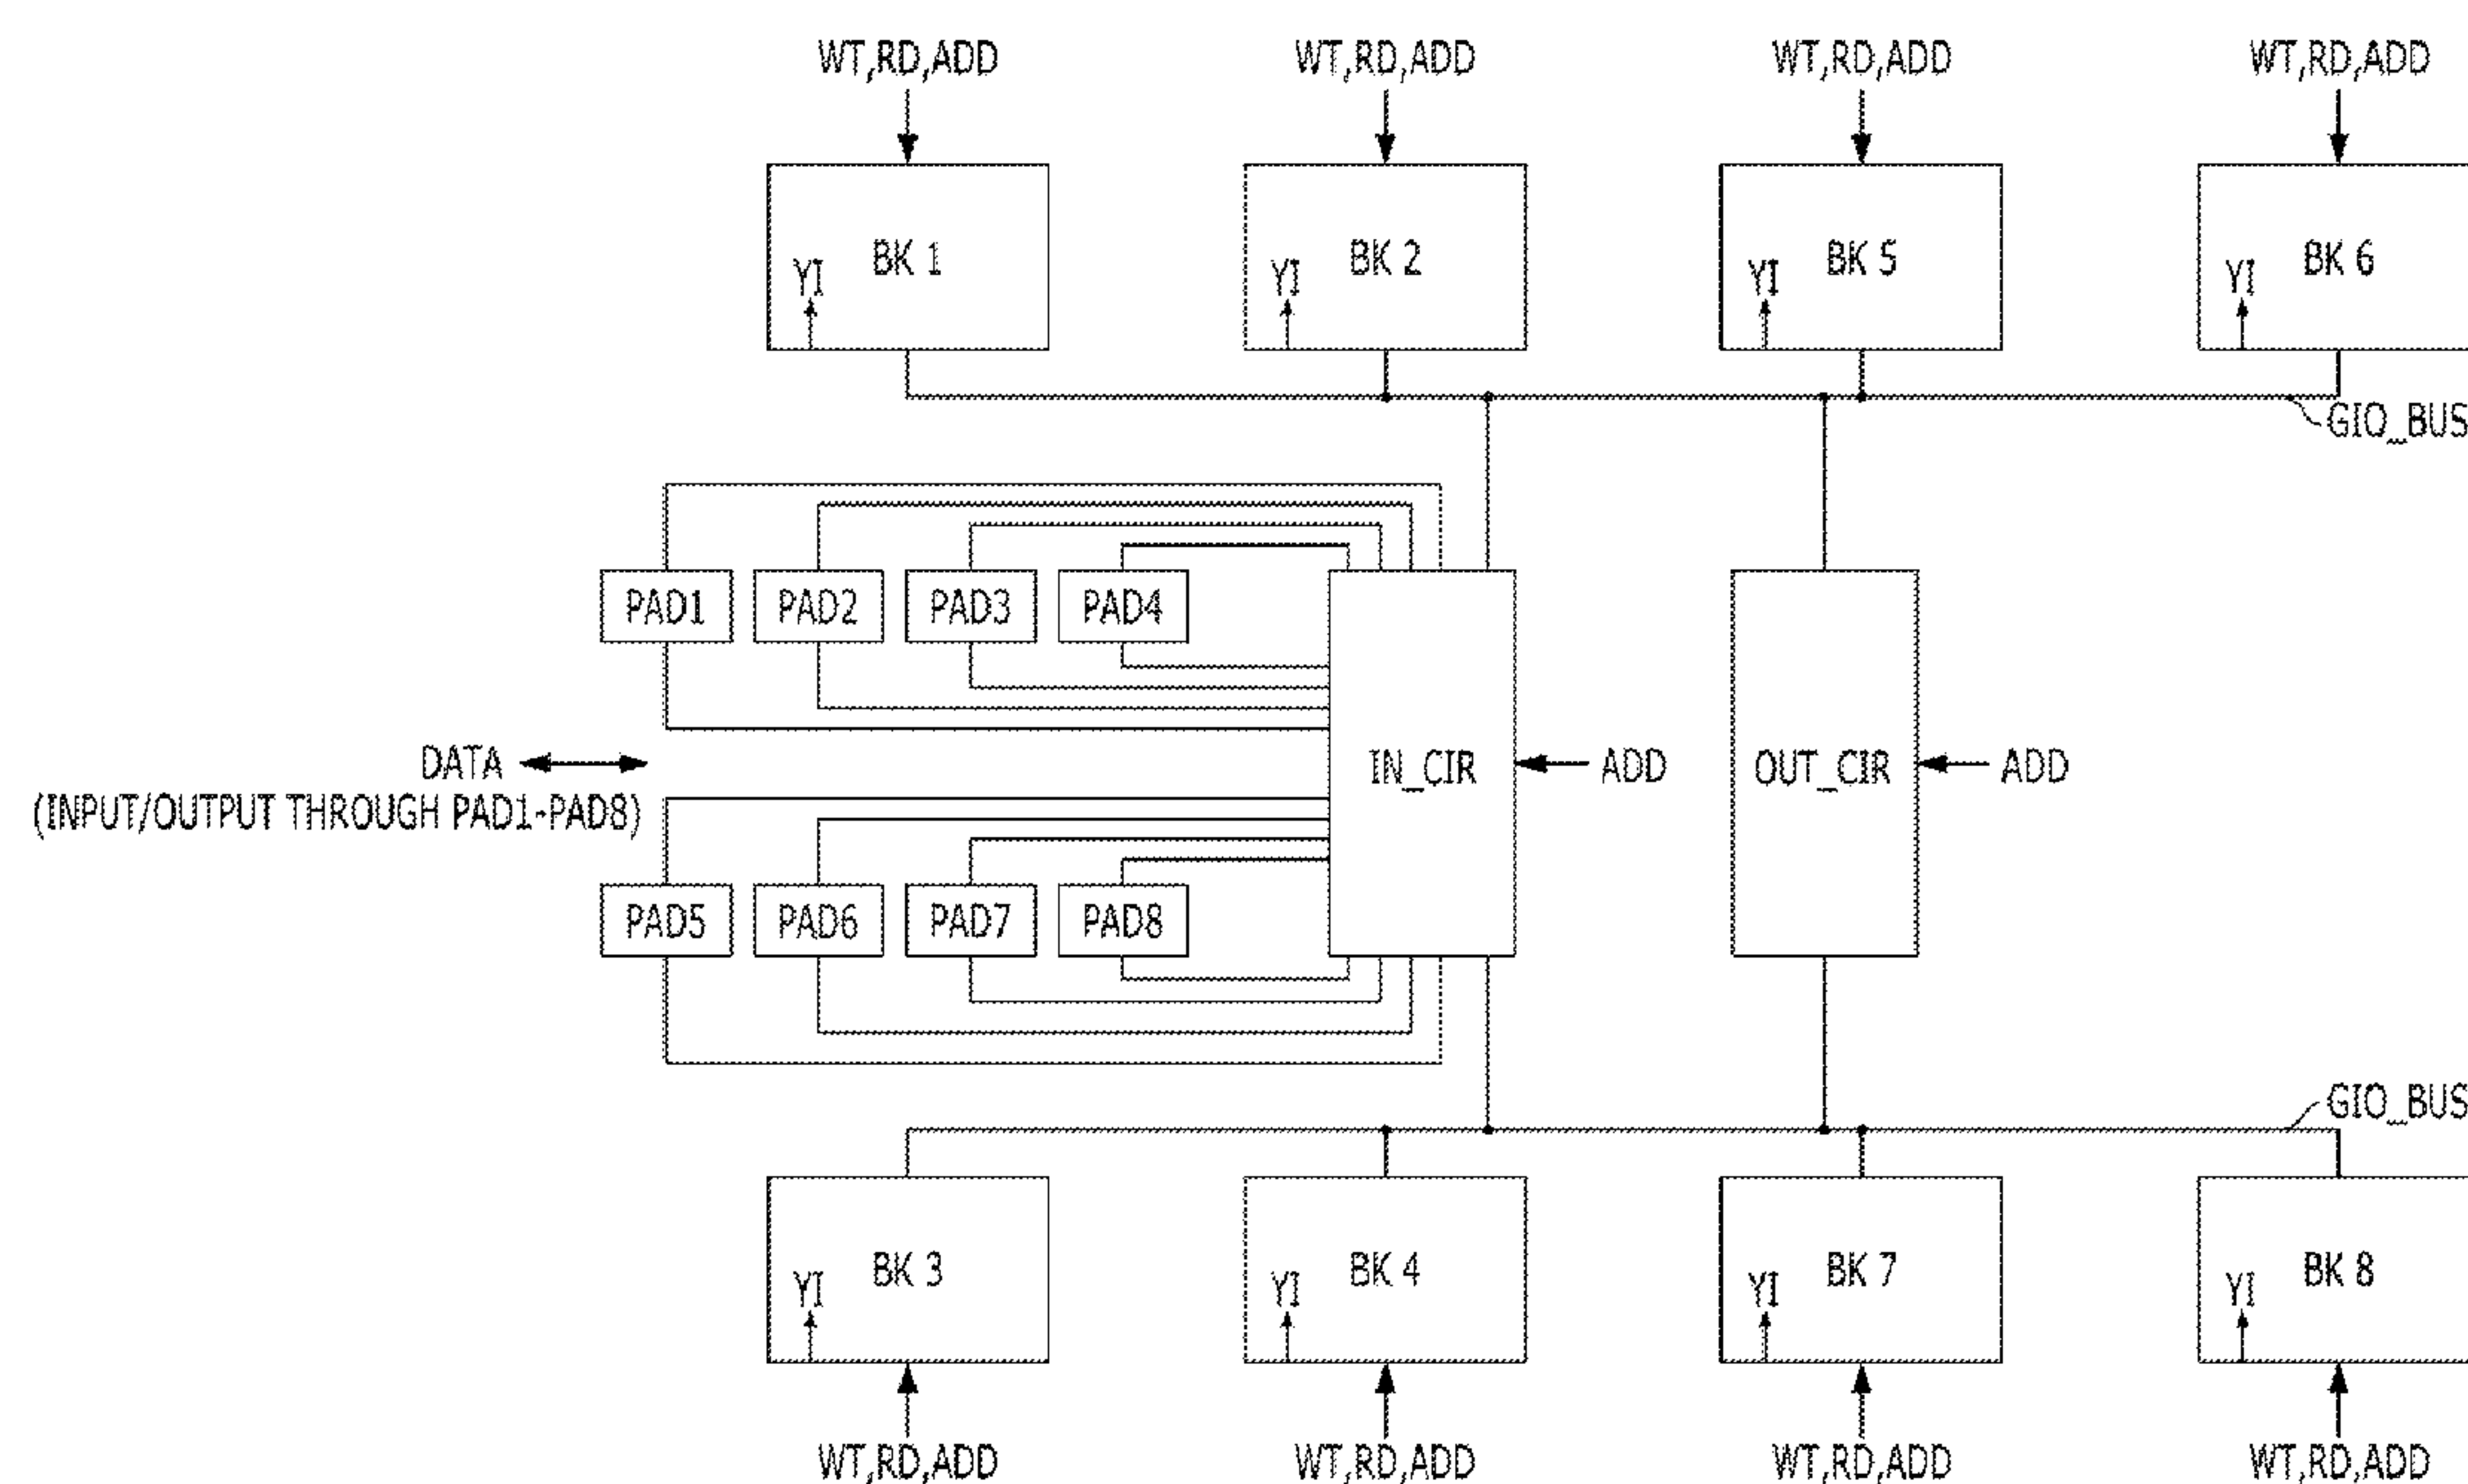 WT,RD,ADD WT,RD,ADD WT,RD,ADD WT,RD,ADD
BK 1 BK 2 BK 5 BK 6
YI YI YI YI
GIO_BUS
PAD1 PAD2 PAD3 PAD4
DATA
(INPUT/OUTPUT THROUGH PAD1-PAD8)
IN_CIR ADD OUT_CIR ADD
PAD5 PAD6 PAD7 PAD8
GIO_BUS
BK 3 BK 4 BK 7 BK 8
YI YI YI YI
WT,RD,ADD WT,RD,ADD WT,RD,ADD WT,RD,ADD